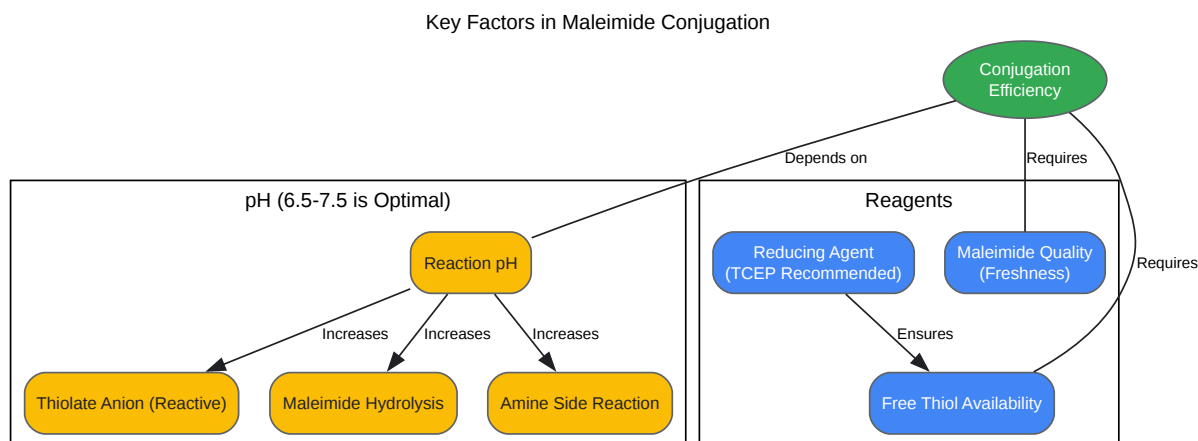 Key Factors in Maleimide Conjugation
Conjugation
Efficiency
Depends on
Requires
pH (6.5-7.5 is Optimal)
Reagents
Reaction pH
Reducing Agent
(TCEP Recommended)
Maleimide Quality
(Freshness)
Requires
Increases
Increases
Increases
Ensures
Thiolate Anion (Reactive)
Maleimide Hydrolysis
Amine Side Reaction
Free Thiol Availability